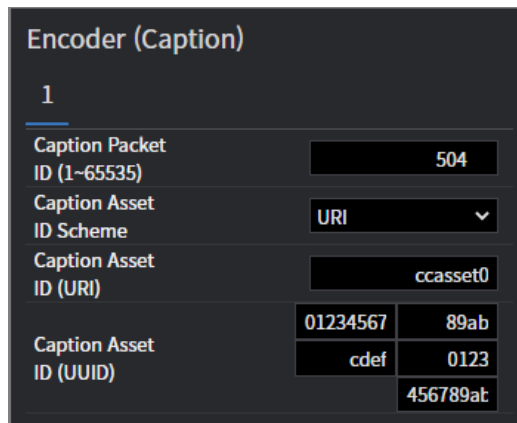 Encoder (Caption)
1
Caption Packet
ID (1~65535)
504
Caption Asset
ID Scheme
URI
Caption Asset
ID (URI)
ccasset0
Caption Asset
ID (UUID)
01234567 89ab
cdef 0123
456789ab